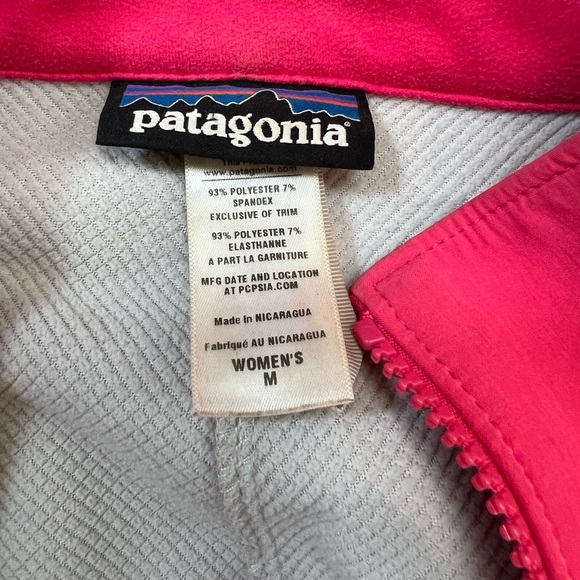 patagonia®
www.patagonia.com
93% POLYESTER 7%
SPANDEX
EXCLUSIVE OF TRIM
93% POLYESTER 7%
ELASTHANNE
A PART LA GARNITURE
MFG DATE AND LOCATION
AT PCPSIA.COM
Made in NICARAGUA
Fabriqué AU NICARAGUA
WOMEN'S
M